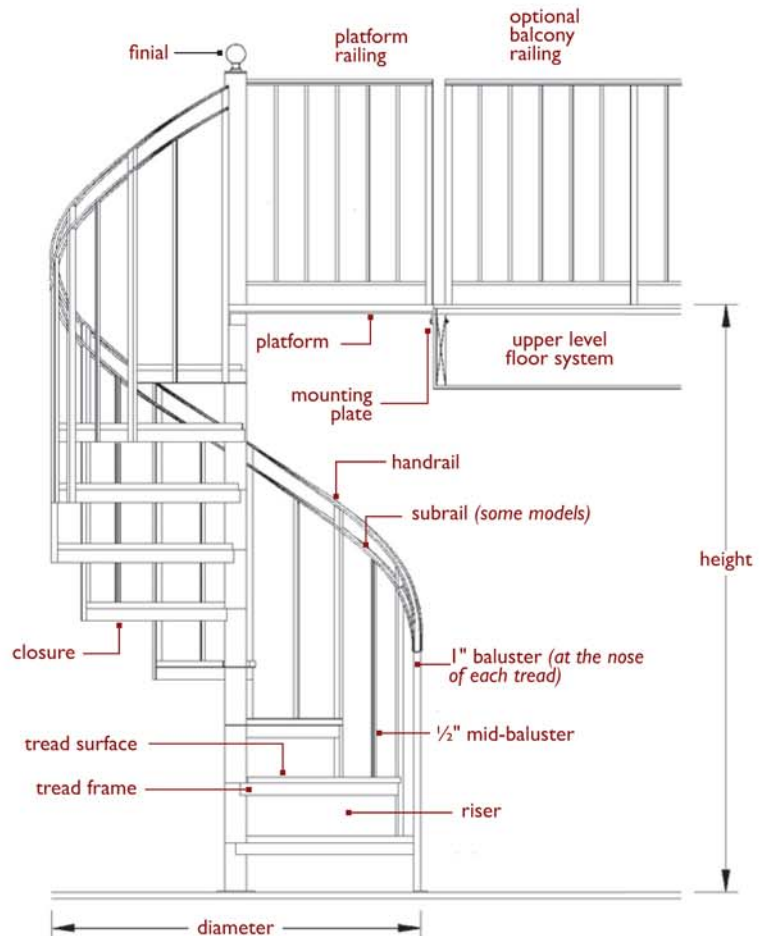 finial
platform
railing
optional
balcony
railing
platform
upper level
floor system
mounting
plate
handrail
subrail (some models)
height
closure
1" baluster (at the nose
of each tread)
½" mid-baluster
tread surface
tread frame
riser
diameter